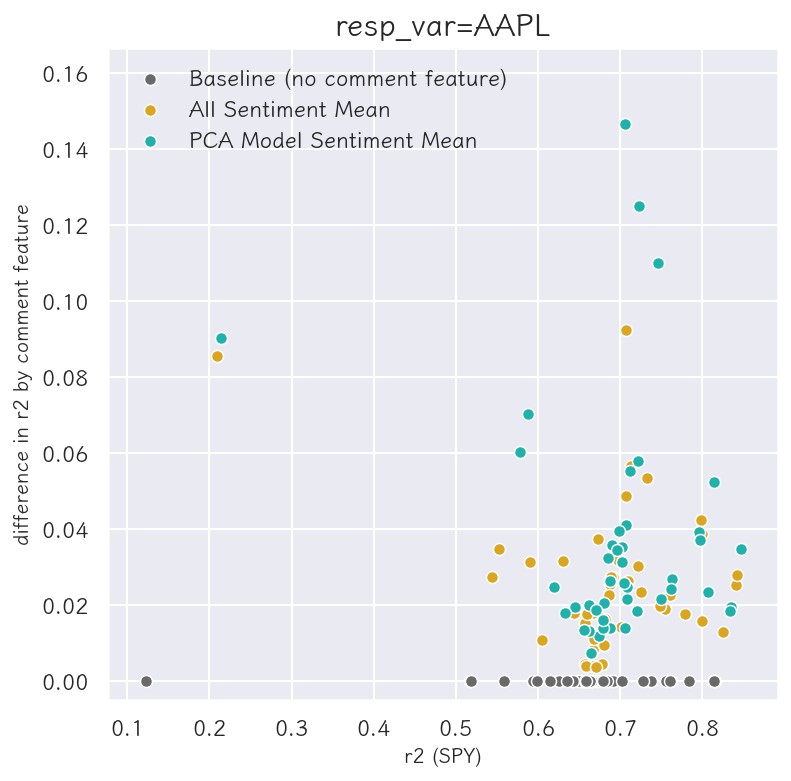 resp_var=AAPL
Baseline (no comment feature)
All Sentiment Mean
PCA Model Sentiment Mean
difference in r2 by comment feature
0.16
0.14
0.12
0.10
0.08
0.06
0.04
0.02
0.00
0.1 0.2 0.3 0.4 0.5 0.6 0.7 0.8
r2 (SPY)